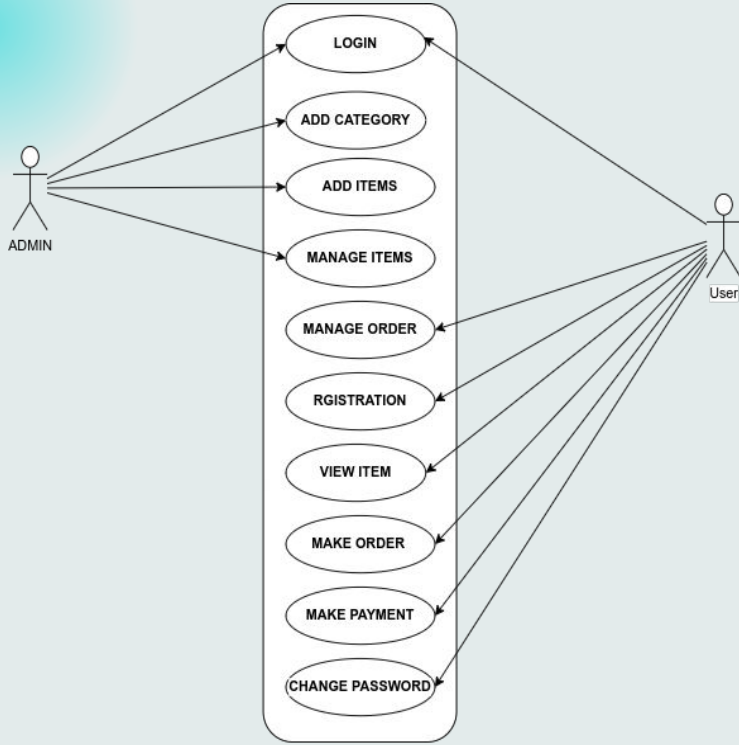 LOGIN
ADD CATEGORY
ADD ITEMS
ADMIN
MANAGE ITEMS
User
MANAGE ORDER
RGISTRATION
VIEW ITEM
MAKE ORDER
MAKE PAYMENT
CHANGE PASSWORD